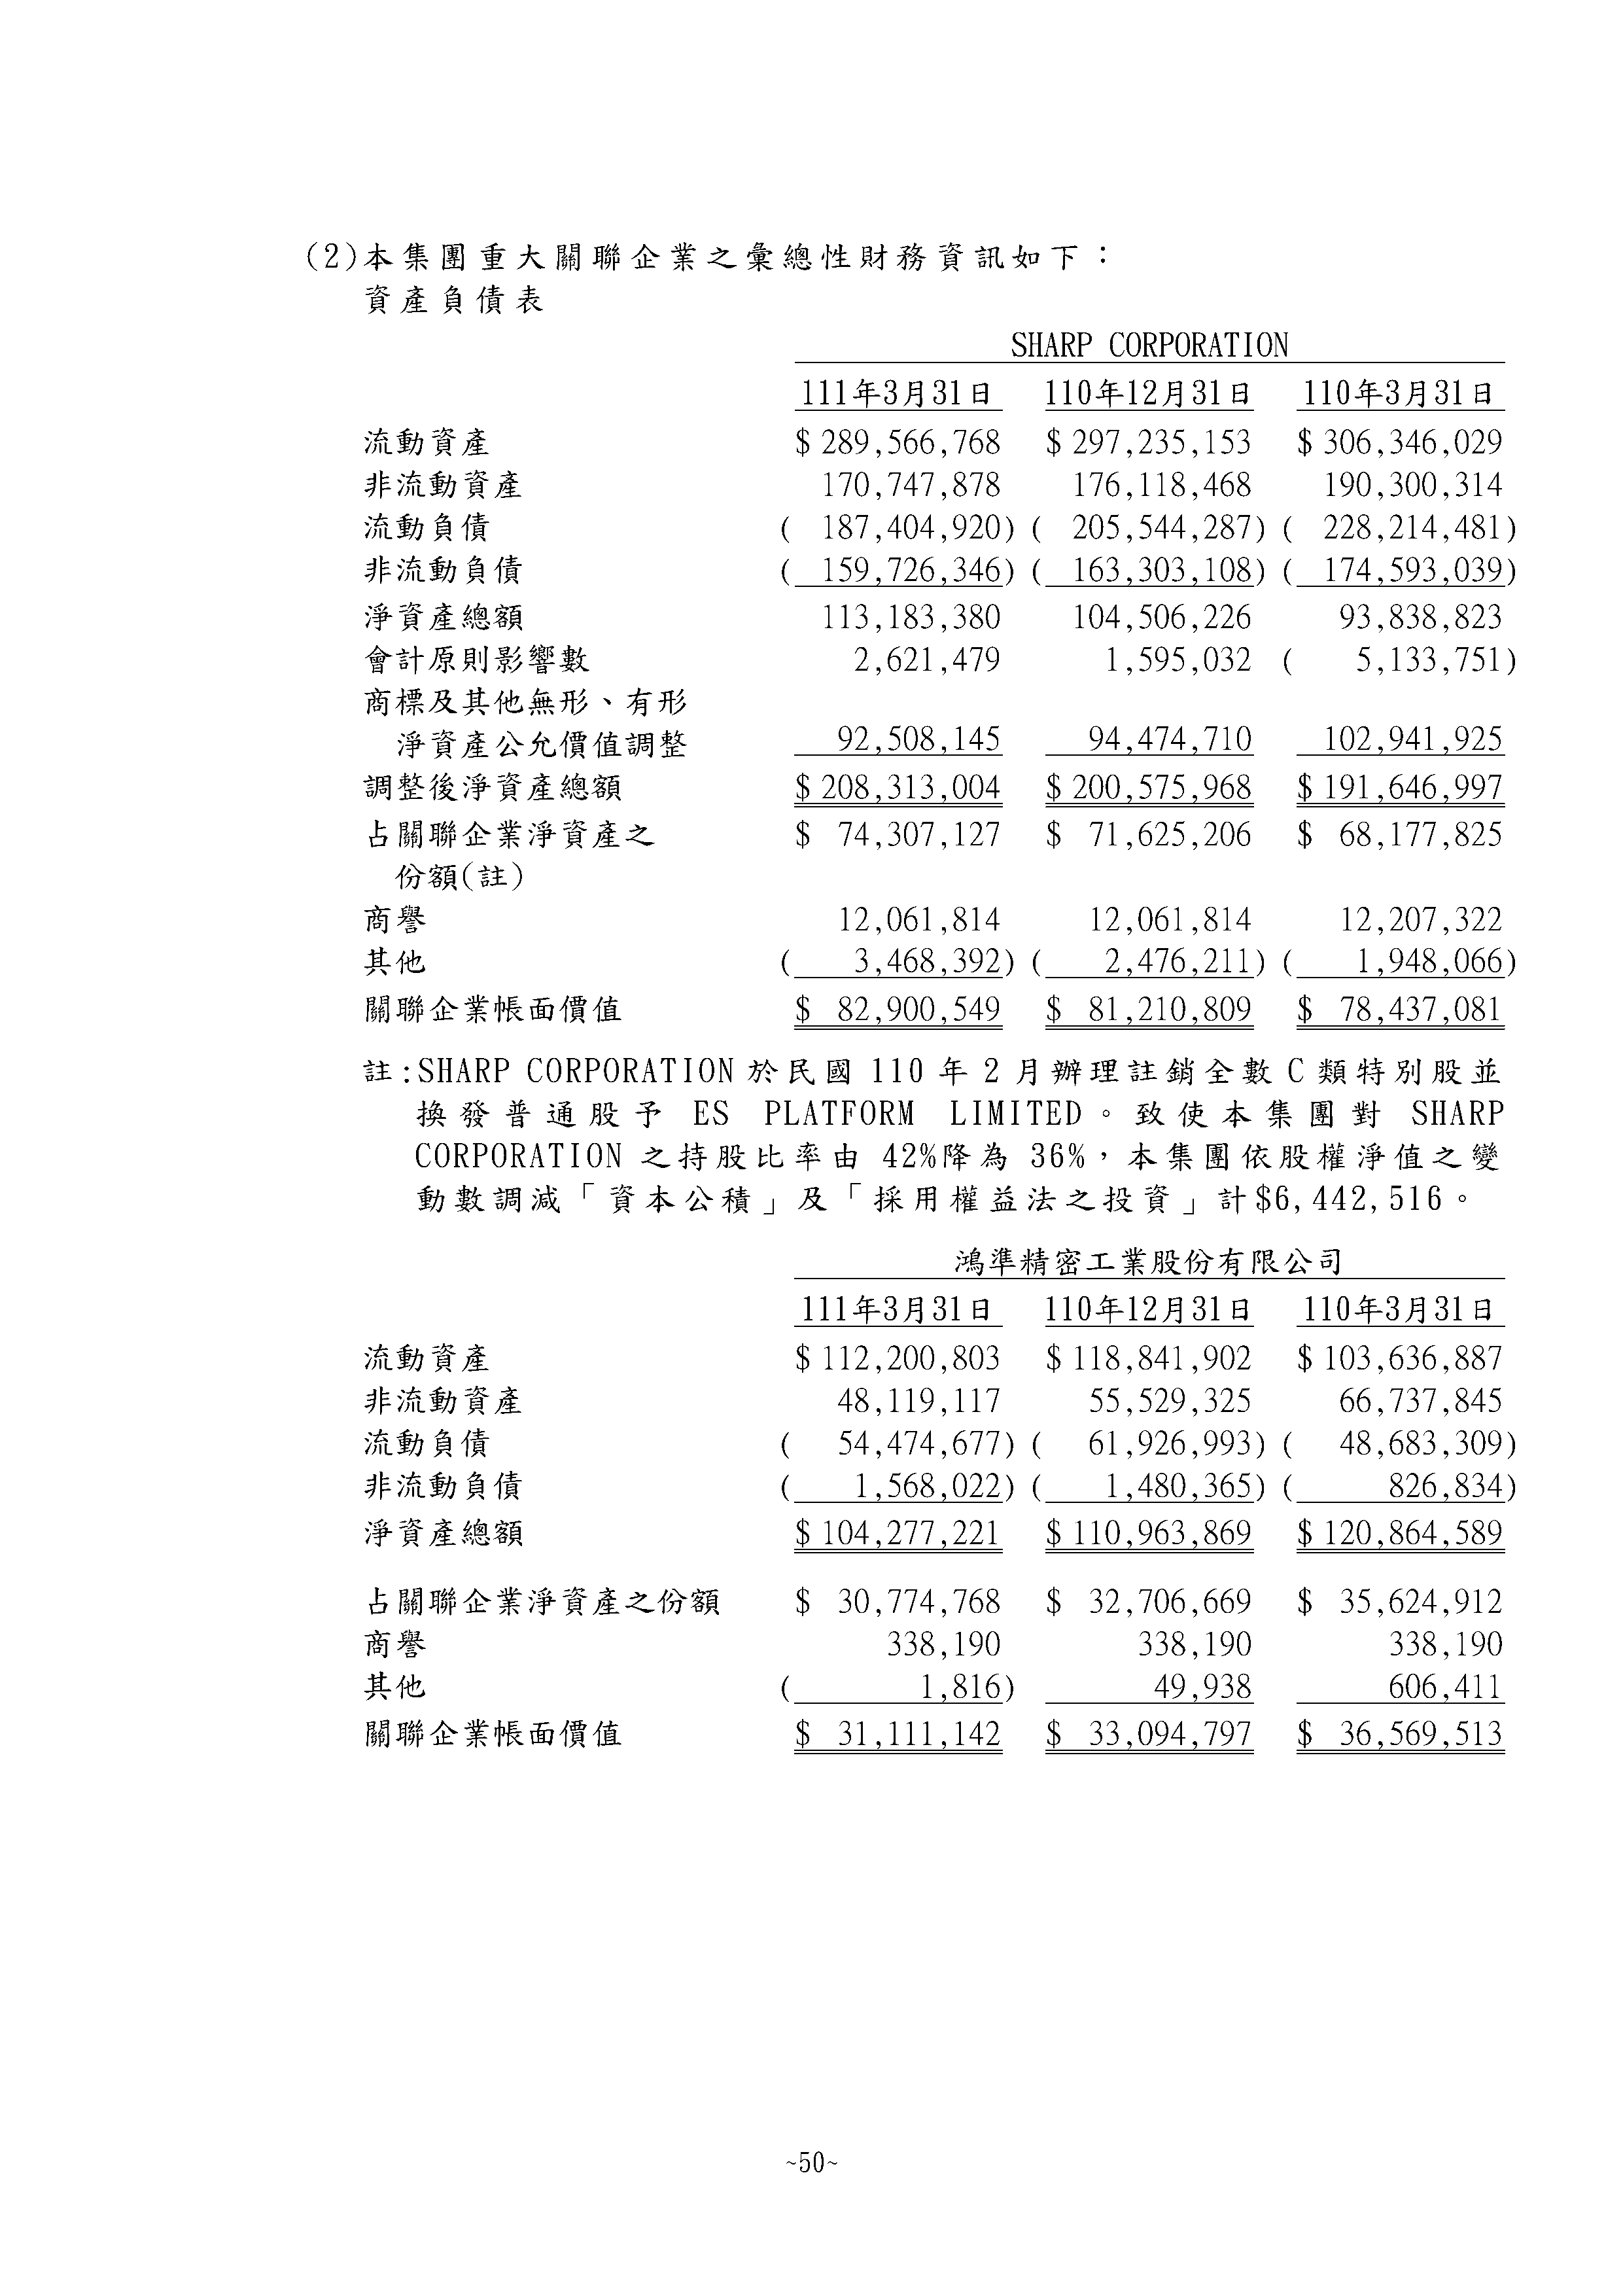 (2)本集團重大關聯企業之彙總性財務資訊如下：
資產負債表
SHARP CORPORATION
111年3月31日 110年12月31日 110年3月31日
流動資產 $ 289,566,768 $ 297,235,153 $ 306,346,029
非流動資產 170,747,878 176,118,468 190,300,314
流動負債 ( 187,404,920) ( 205,544,287) ( 228,214,481)
非流動負債 ( 159,726,346) ( 163,303,108) ( 174,593,039)
淨資產總額 113,183,380 104,506,226 93,838,823
會計原則影響數 2,621,479 1,595,032 ( 5,133,751)
商標及其他無形、有形
淨資產公允價值調整 92,508,145 94,474,710 102,941,925
調整後淨資產總額 $ 208,313,004 $ 200,575,968 $ 191,646,997
占關聯企業淨資產之 $ 74,307,127 $ 71,625,206 $ 68,177,825
份額(註)
商譽 12,061,814 12,061,814 12,207,322
其他 ( 3,468,392) ( 2,476,211) ( 1,948,066)
關聯企業帳面價值 $ 82,900,549 $ 81,210,809 $ 78,437,081
註:SHARP CORPORATION 於民國 110 年 2 月辦理註銷全數 C 類特別股並
換發普通股予 ES PLATFORM LIMITED。致使本集團對 SHARP
CORPORATION 之持股比率由 42%降為 36%，本集團依股權淨值之變
動數調減「資本公積」及「採用權益法之投資」計$6,442,516。
鴻準精密工業股份有限公司
111年3月31日 110年12月31日 110年3月31日
流動資產 $ 112,200,803 $ 118,841,902 $ 103,636,887
非流動資產 48,119,117 55,529,325 66,737,845
流動負債 ( 54,474,677) ( 61,926,993) ( 48,683,309)
非流動負債 ( 1,568,022) ( 1,480,365) ( 826,834)
淨資產總額 $ 104,277,221 $ 110,963,869 $ 120,864,589
占關聯企業淨資產之份額 $ 30,774,768 $ 32,706,669 $ 35,624,912
商譽 338,190 338,190 338,190
其他 ( 1,816) 49,938 606,411
關聯企業帳面價值 $ 31,111,142 $ 33,094,797 $ 36,569,513
~50~